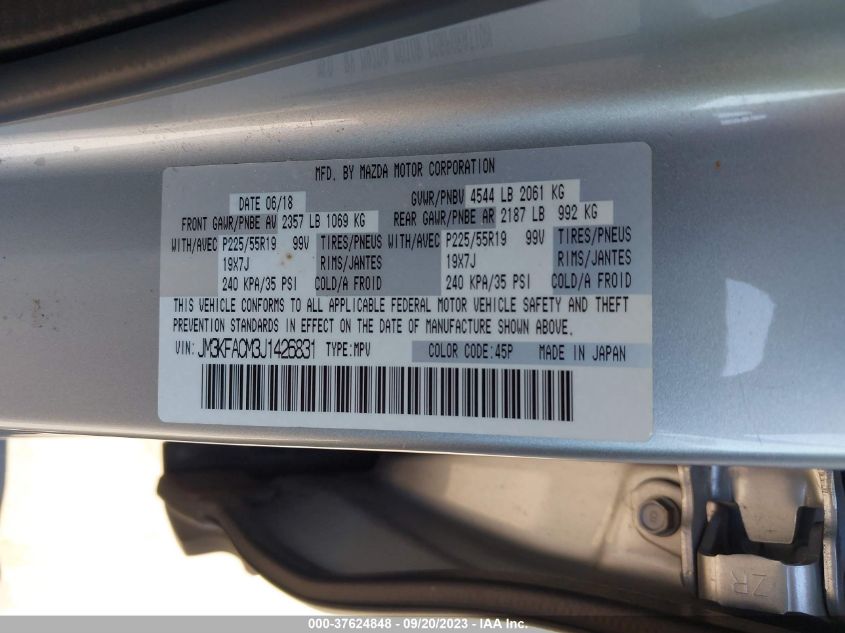 MFD. BY MAZDA MOTOR CORPORATION
DATE 06/18 GVWR/PNBV 4544 LB 2061 KG
FRONT GAWR/PNBE AV 2357 LB 1069 KG REAR GAWR/PNBE AR 2187 LB 992 KG
WITH/AVEC P225/55R19 99V TIRES/PNEUS WITH/AVEC P225/55R19 99V TIRES/PNEUS
19X7J RIMS/JANTES 19X7J RIMS/JANTES
240 KPA/35 PSI COLD/A FROID 240 KPA/35 PSI COLD/A FROID
THIS VEHICLE CONFORMS TO ALL APPLICABLE FEDERAL MOTOR VEHICLE SAFETY AND THEFT
PREVENTION STANDARDS IN EFFECT ON THE DATE OF MANUFACTURE SHOWN ABOVE.
VIN: JM3KFACM3J1426831 TYPE:MPV COLOR CODE:45P MADE IN JAPAN
ZR
000-37624848 - 09/20/2023 - IAA Inc.